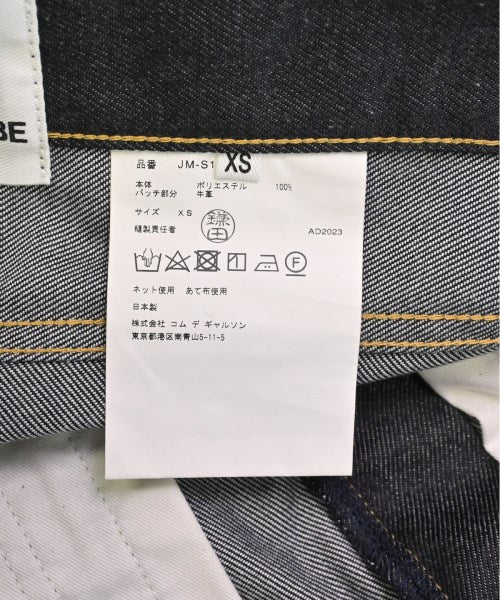 BE
品番 JM-S1
XS
本体 ポリエステル 100%
パッチ部分 牛革
サイズ XS
鎌田
縫製責任者 AD2023
F
ネット使用 あて布使用
日本製
株式会社 コム デ ギャルソン
東京都港区南青山5-11-5